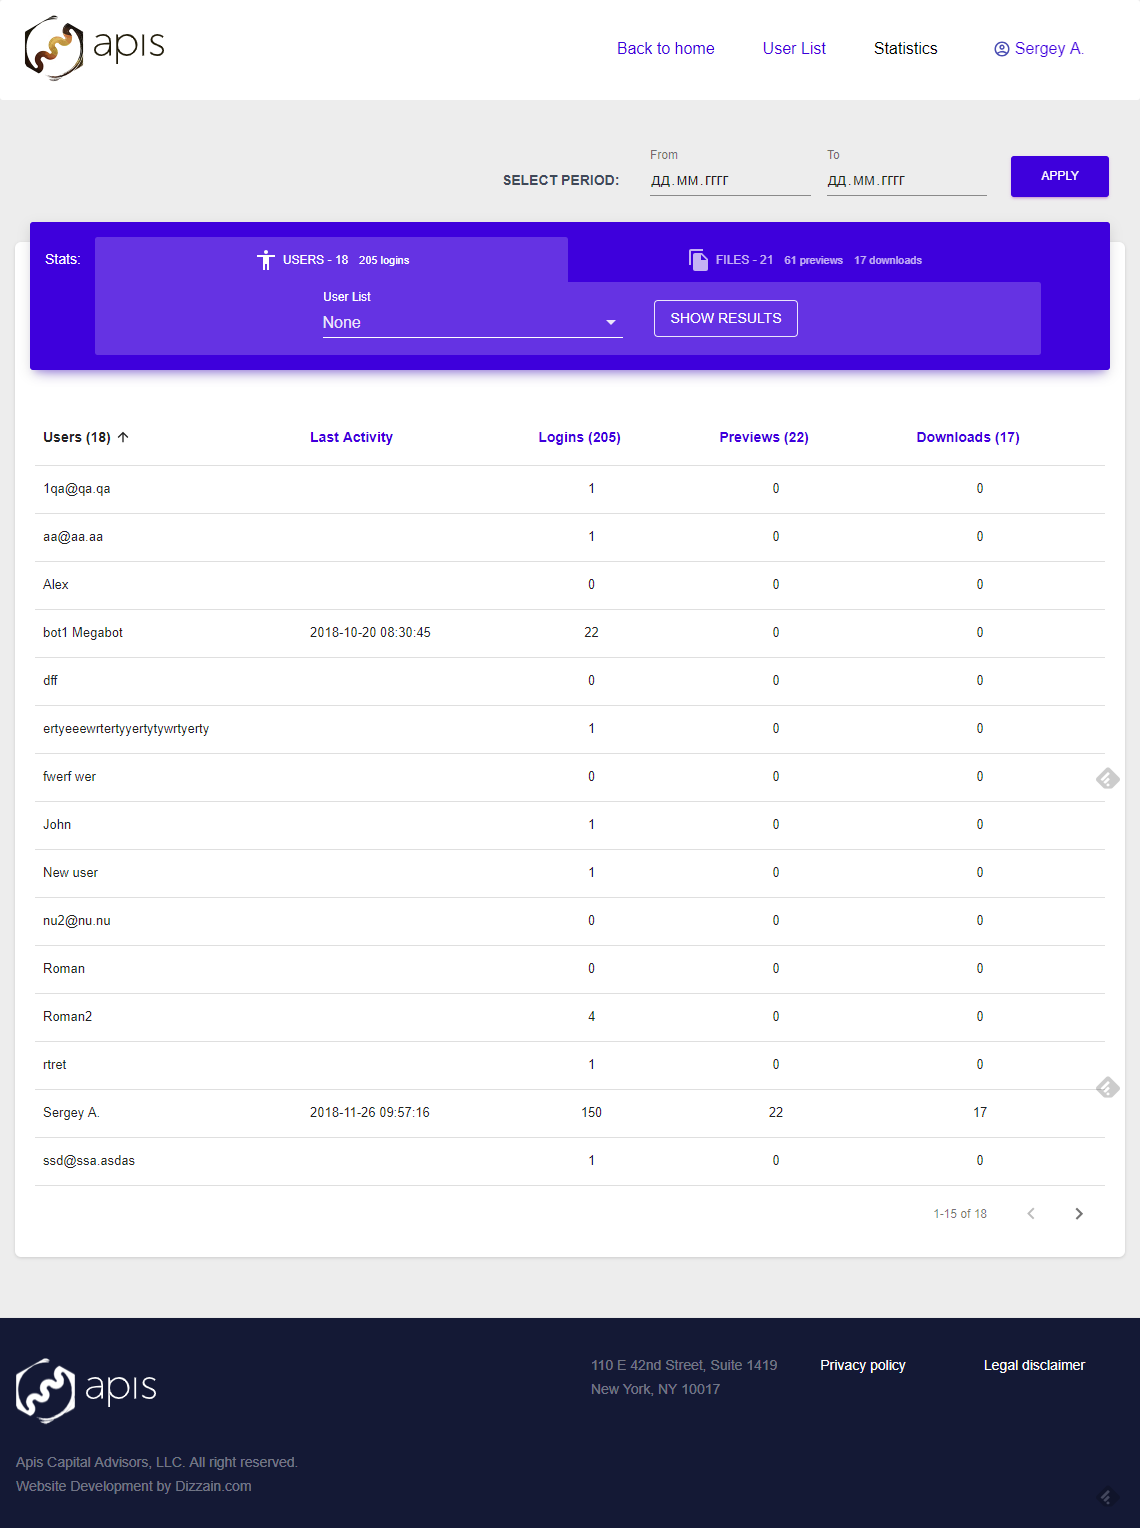 apis
Back to home
User List
Statistics
Sergey A.
SELECT PERIOD:
From
ДД.ММ.ГГГГ
To
ДД.ММ.ГГГГ
APPLY
Stats:
USERS - 18 205 logins
FILES - 21 61 previews 17 downloads
User List
None
SHOW RESULTS
Users (18) Last Activity Logins (205) Previews (22) Downloads (17)
1qa@qa.qa 1 0 0
aa@aa.aa 1 0 0
Alex 0 0 0
bot1 Megabot 2018-10-20 08:30:45 22 0 0
dff 0 0 0
ertyeeewrtertyyertytywrtyerty 1 0 0
fwerf wer 0 0 0
John 1 0 0
New user 1 0 0
nu2@nu.nu 0 0 0
Roman 0 0 0
Roman2 4 0 0
rtret 1 0 0
Sergey A. 2018-11-26 09:57:16 150 22 17
ssd@ssa.asdas 1 0 0
1-15 of 18
apis
110 E 42nd Street, Suite 1419
New York, NY 10017
Privacy policy
Legal disclaimer
Apis Capital Advisors, LLC. All right reserved.
Website Development by Dizzain.com